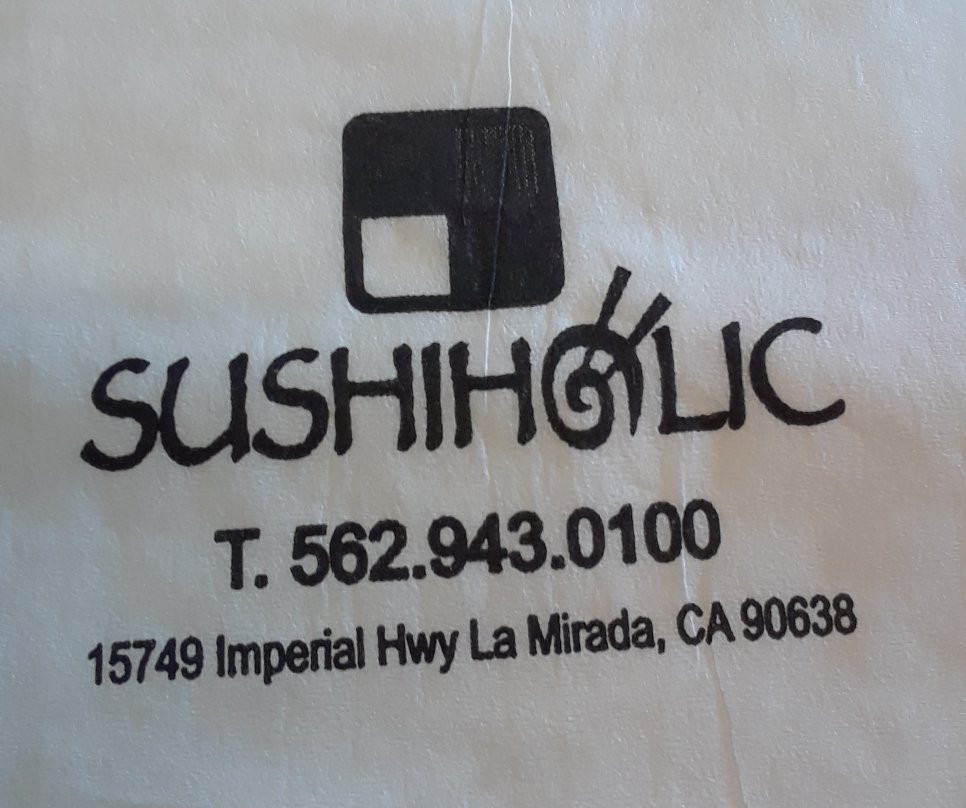 SUSHIHOLIC
T. 562.943.0100
15749 Imperial Hwy La Mirada, CA 90638